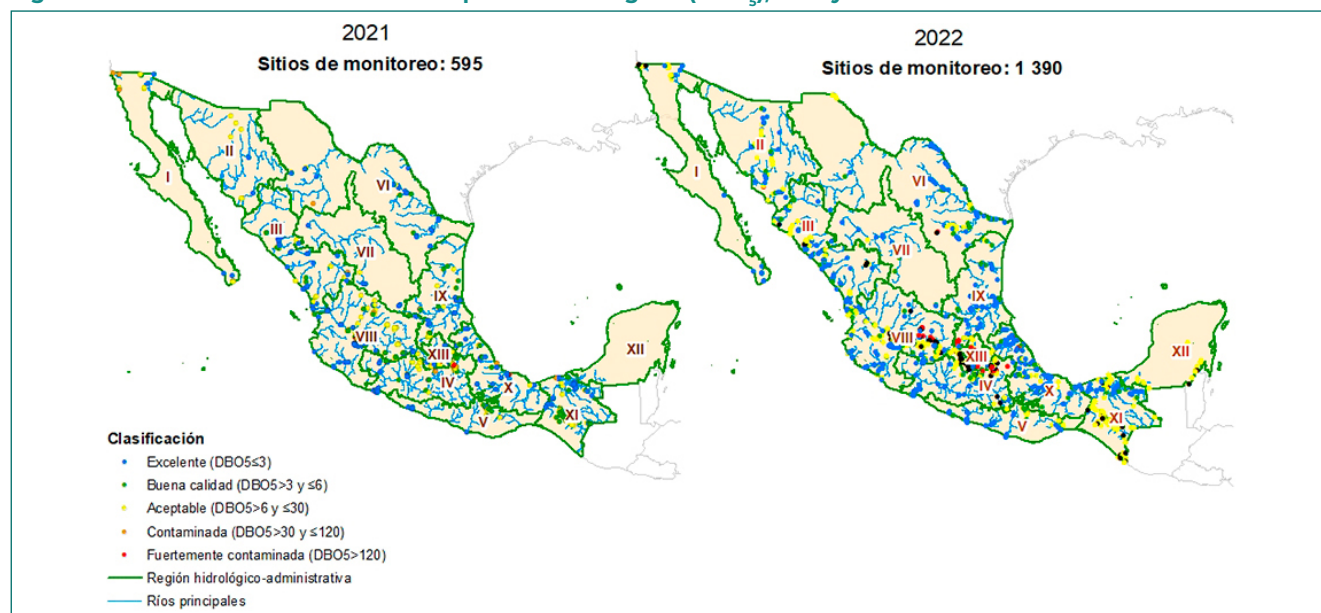 2021
Sitios de monitoreo: 595
2022
Sitios de monitoreo: 1 390
I
II
III
VI
VII
IX
VIII
XIII
IV
X
V
XI
XII
I
II
III
VI
VII
IX
VIII
XIII
IV
X
V
XI
XII
Clasificación
Excelente (DBO5≤3)
Buena calidad (DBO5>3 y ≤6)
Aceptable (DBO5>6 y ≤30)
Contaminada (DBO5>30 y ≤120)
Fuertemente contaminada (DBO5>120)
Región hidrológico-administrativa
Ríos principales